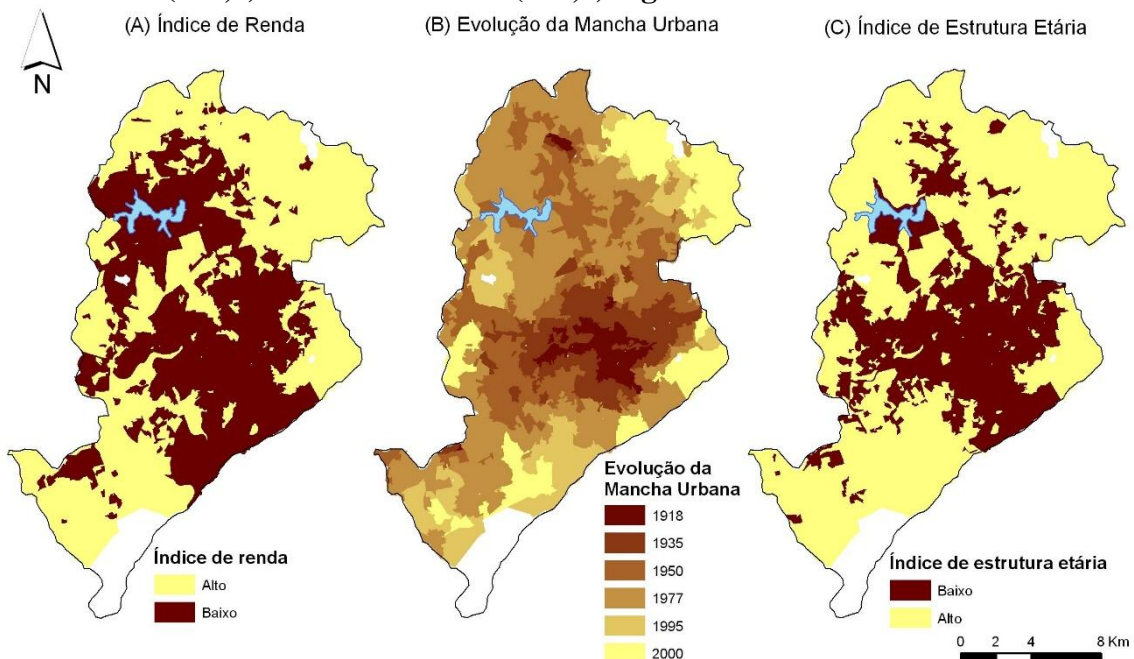 (A) Índice de Renda
(B) Evolução da Mancha Urbana
(C) Índice de Estrutura Etária
N
Índice de renda
Alto
Baixo
Evolução da
Mancha Urbana
1918
1935
1950
1977
1995
2000
Índice de estrutura etária
Baixo
Alto
0 2 4 8 Km